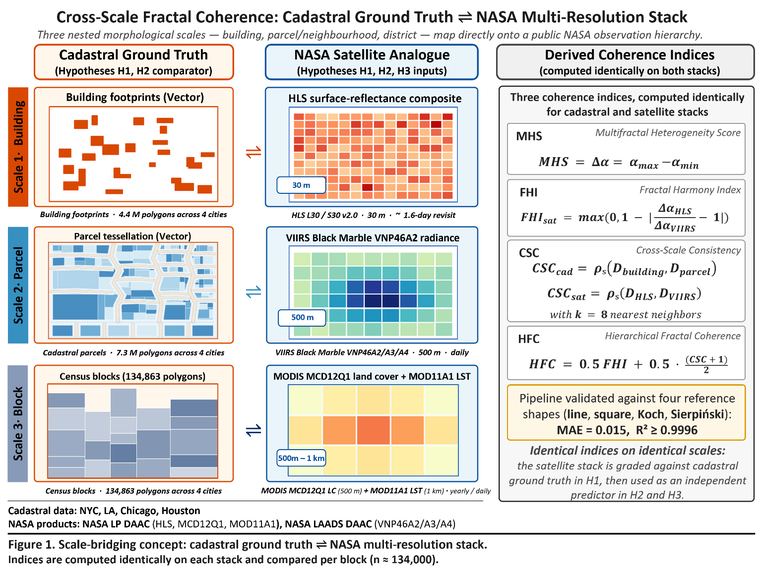 Cross-Scale Fractal Coherence: Cadastral Ground Truth ⇌ NASA Multi-Resolution Stack
Three nested morphological scales — building, parcel/neighbourhood, district — map directly onto a public NASA observation hierarchy.
Cadastral Ground Truth
(Hypotheses H1, H2 comparator)
NASA Satellite Analogue
(Hypotheses H1, H2, H3 inputs)
Derived Coherence Indices
(computed identically on both stacks)
Scale 1· Building
Building footprints (Vector)
Building footprints · 4.4 M polygons across 4 cities
⇌
HLS surface-reflectance composite
30 m
HLS L30 / S30 v2.0 · 30 m · ~ 1.6-day revisit
Scale 2· Parcel
Parcel tessellation (Vector)
Cadastral parcels · 7.3 M polygons across 4 cities
⇌
VIIRS Black Marble VNP46A2 radiance
500 m
VIIRS Black Marble VNP46A2/A3/A4 · 500 m · daily
Scale 3· Block
Census blocks (134,863 polygons)
Census blocks · 134,863 polygons across 4 cities
⇌
MODIS MCD12Q1 land cover + MOD11A1 LST
500m – 1 km
MODIS MCD12Q1 LC (500 m) + MOD11A1 LST (1 km) · yearly / daily
Three coherence indices, computed identically
for cadastral and satellite stacks
MHS Multifractal Heterogeneity Score
MHS = Δα = α_max − α_min
FHI Fractal Harmony Index
FHI_sat = max(0, 1 − |Δα_HLS / Δα_VIIRS − 1|)
CSC Cross-Scale Consistency
CSC_cad = ρ_s(D_building, D_parcel)
CSC_sat = ρ_s(D_HLS, D_VIIRS)
with k = 8 nearest neighbors
HFC Hierarchical Fractal Coherence
HFC = 0.5 FHI + 0.5 · (CSC + 1)/2
Pipeline validated against four reference
shapes (line, square, Koch, Sierpiński):
MAE = 0.015, R² ≥ 0.9996
Identical indices on identical scales:
the satellite stack is graded against cadastral
ground truth in H1, then used as an independent
predictor in H2 and H3.
Cadastral data: NYC, LA, Chicago, Houston
NASA products: NASA LP DAAC (HLS, MCD12Q1, MOD11A1), NASA LAADS DAAC (VNP46A2/A3/A4)
Figure 1. Scale-bridging concept: cadastral ground truth ⇌ NASA multi-resolution stack.
Indices are computed identically on each stack and compared per block (n ≈ 134,000).